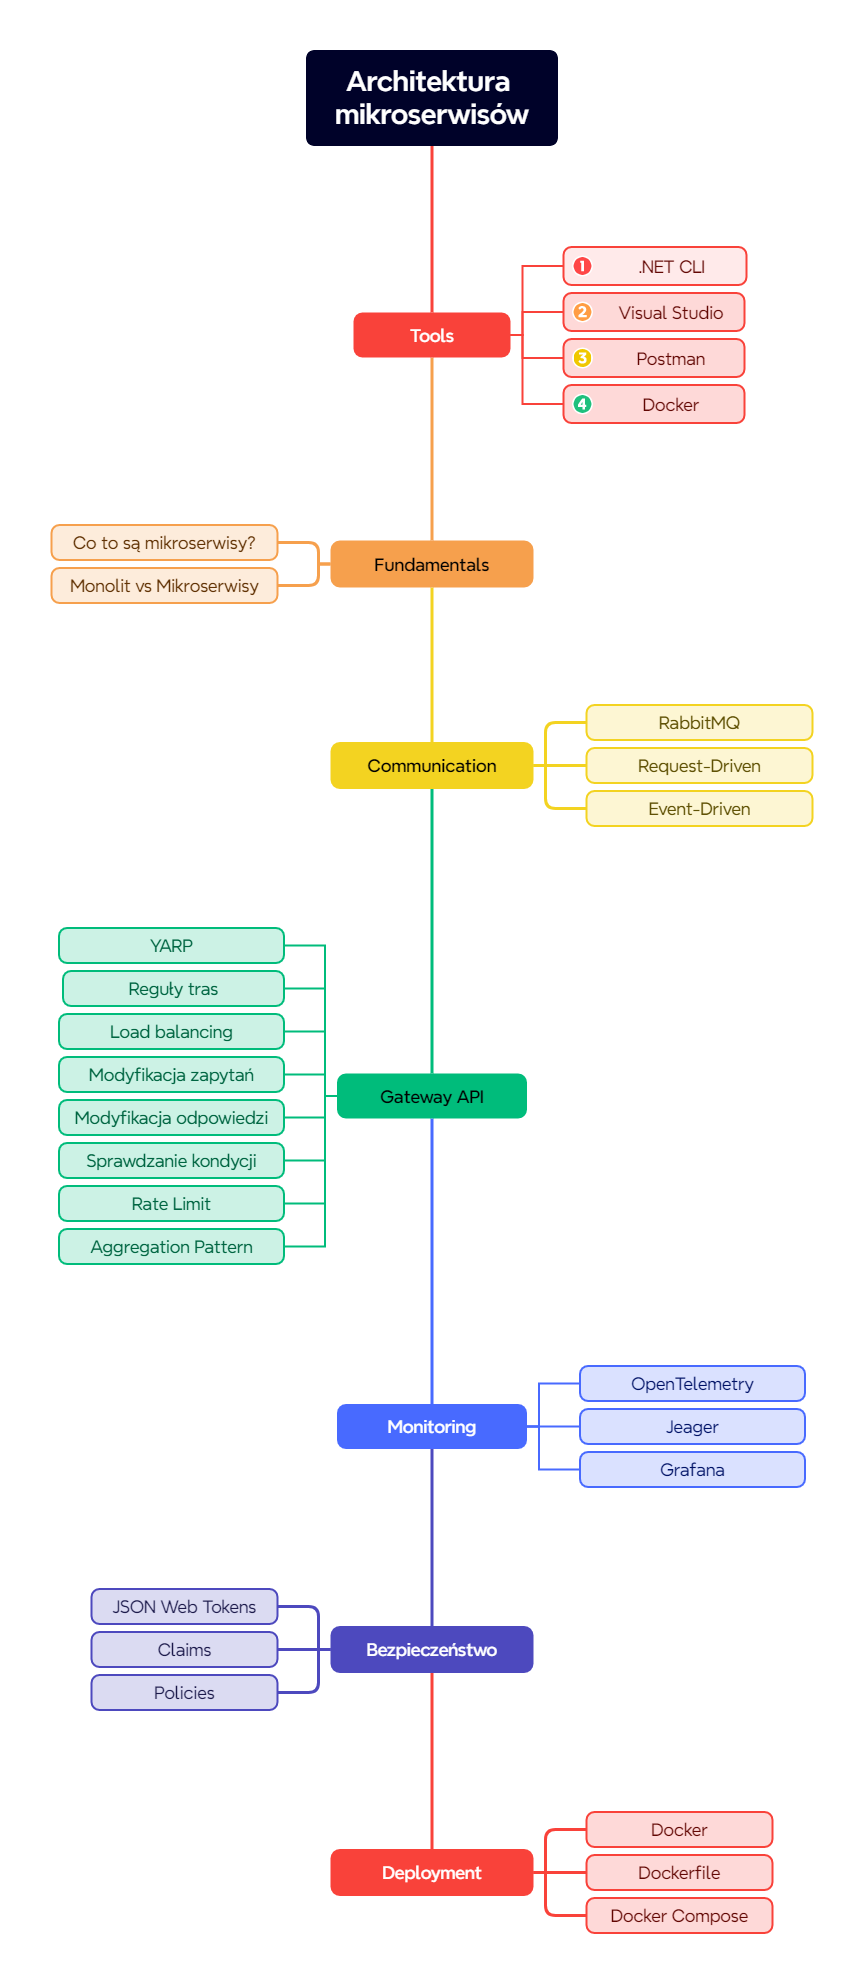 Architektura
mikroserwisów
Tools
1 .NET CLI
2 Visual Studio
3 Postman
4 Docker
Fundamentals
Co to są mikroserwisy?
Monolit vs Mikroserwisy
Communication
RabbitMQ
Request-Driven
Event-Driven
Gateway API
YARP
Reguły tras
Load balancing
Modyfikacja zapytań
Modyfikacja odpowiedzi
Sprawdzanie kondycji
Rate Limit
Aggregation Pattern
Monitoring
OpenTelemetry
Jeager
Grafana
Bezpieczeństwo
JSON Web Tokens
Claims
Policies
Deployment
Docker
Dockerfile
Docker Compose